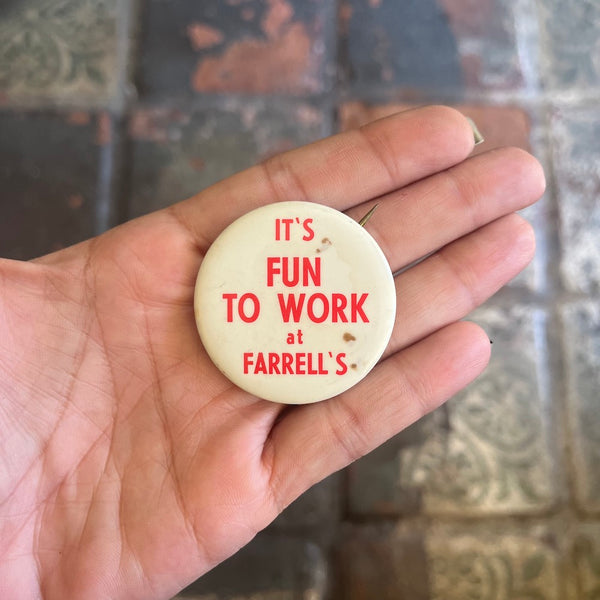 IT'S
FUN
TO WORK
at
FARRELL'S